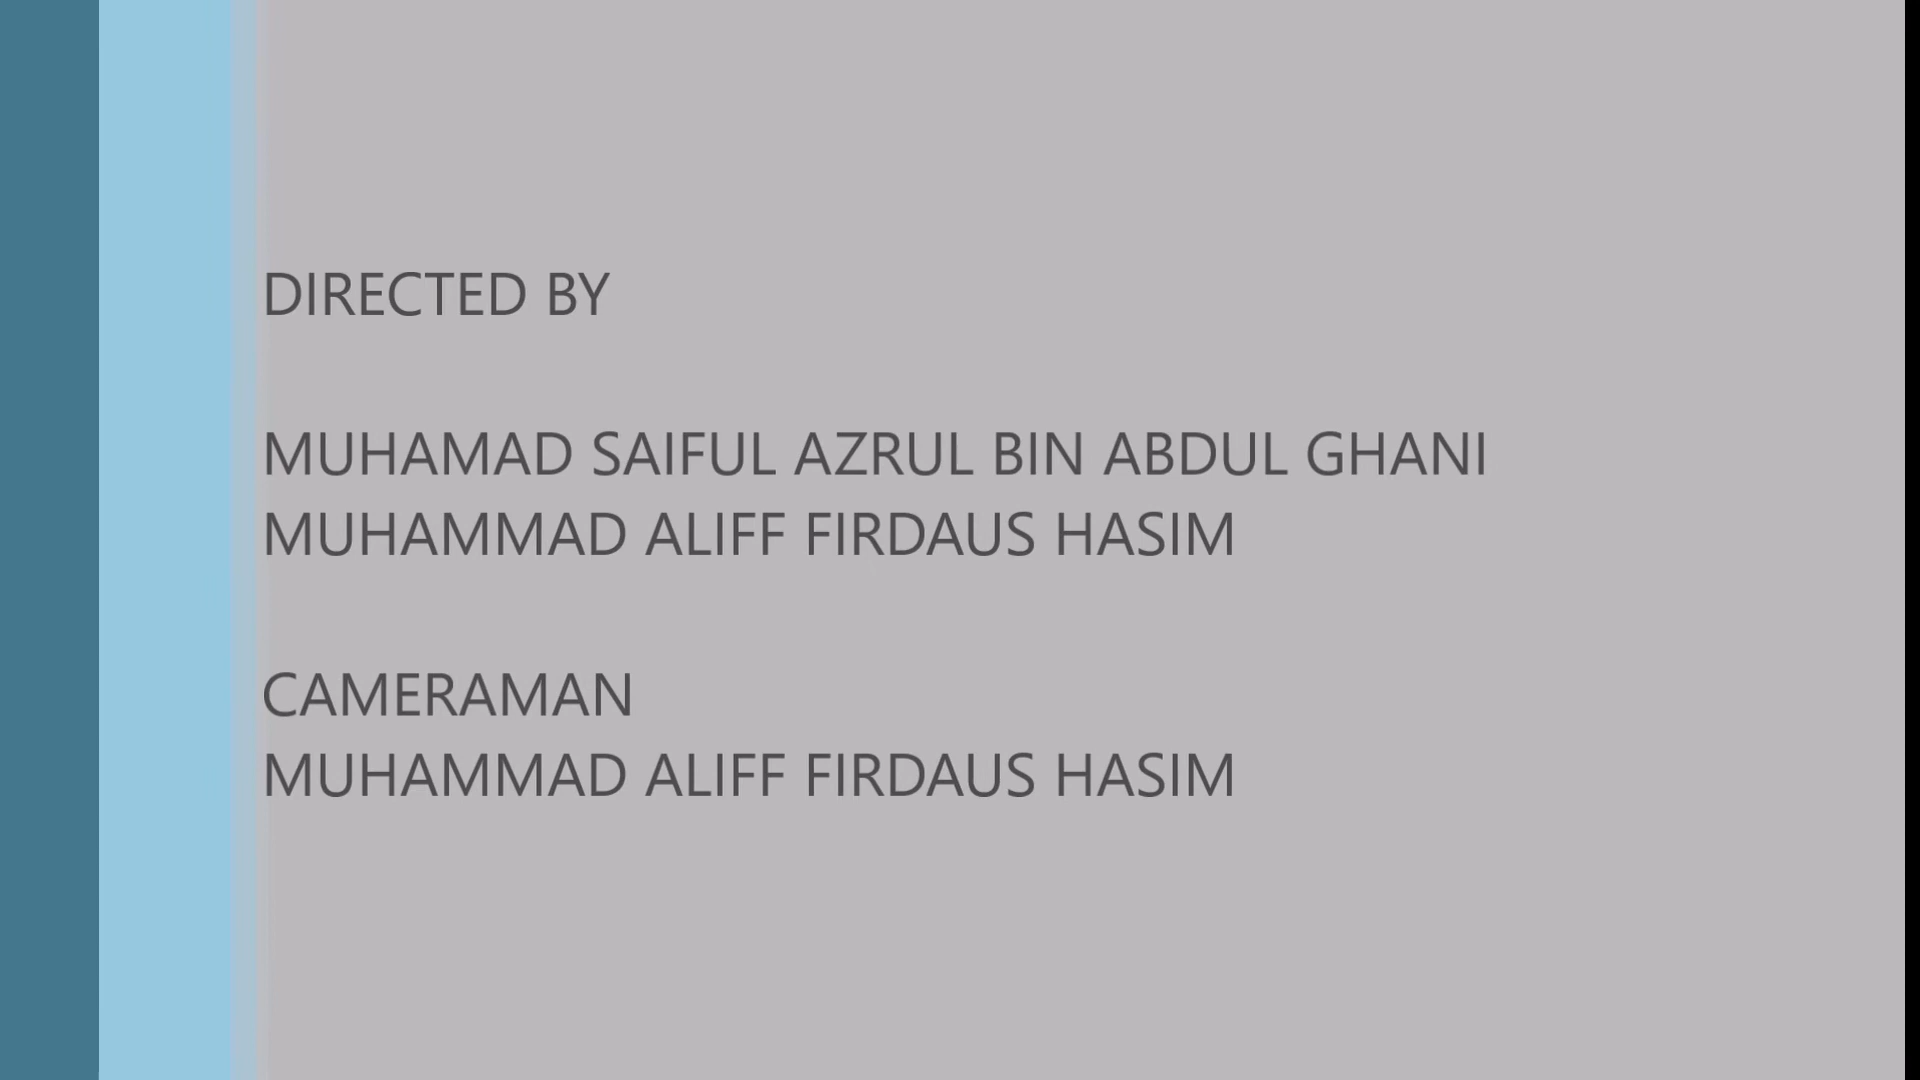 DIRECTED BY
MUHAMAD SAIFUL AZRUL BIN ABDUL GHANI
MUHAMMAD ALIFF FIRDAUS HASIM
CAMERAMAN
MUHAMMAD ALIFF FIRDAUS HASIM